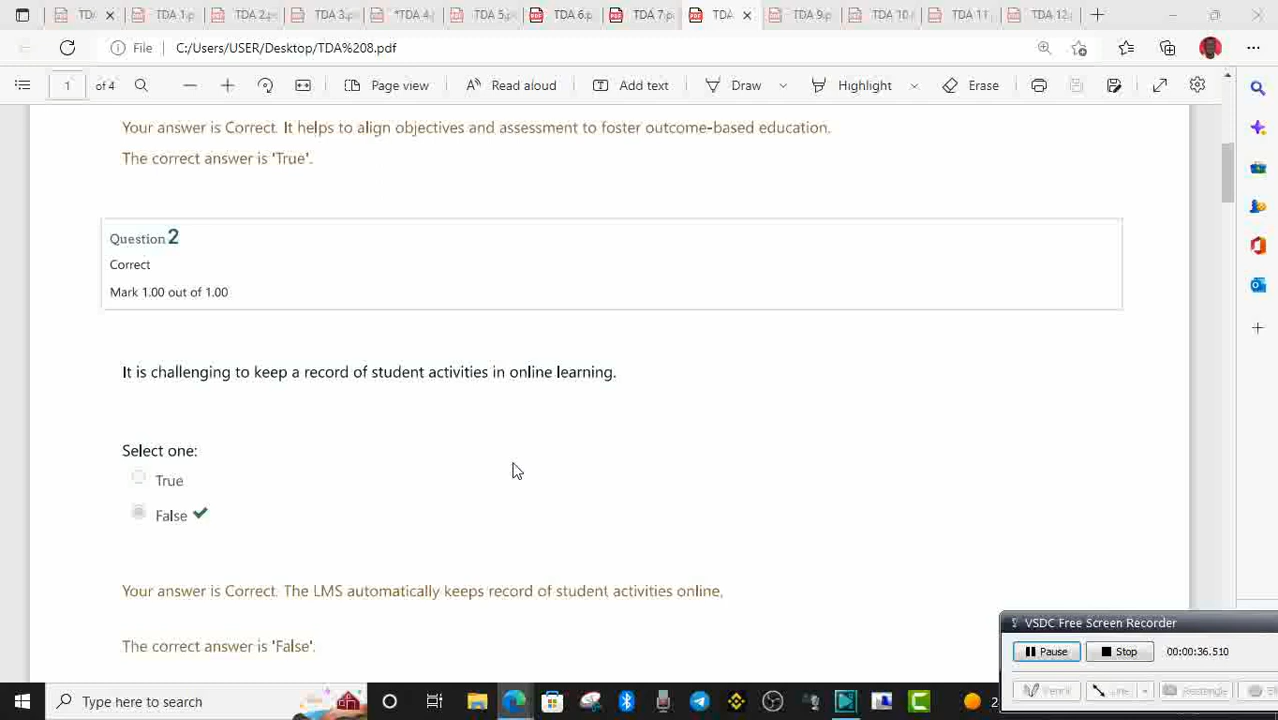 TD/
TDA 1.p
TDA 2.p
TDA 3.p
*TDA 4.
TDA 5.p
TDA 6.p
TDA 7.p
TDA
TDA 9.p
TDA 10.
TDA 11
TDA 12.
File C:/Users/USER/Desktop/TDA%208.pdf
1 of 4 Page view Read aloud Add text Draw Highlight Erase
Your answer is Correct. It helps to align objectives and assessment to foster outcome-based education.
The correct answer is 'True'.
Question 2
Correct
Mark 1.00 out of 1.00
It is challenging to keep a record of student activities in online learning.
Select one:
True
False
Your answer is Correct. The LMS automatically keeps record of student activities online,
The correct answer is 'False'.
VSDC Free Screen Recorder
Pause Stop 00:00:36.510
Line Rectangle
Type here to search